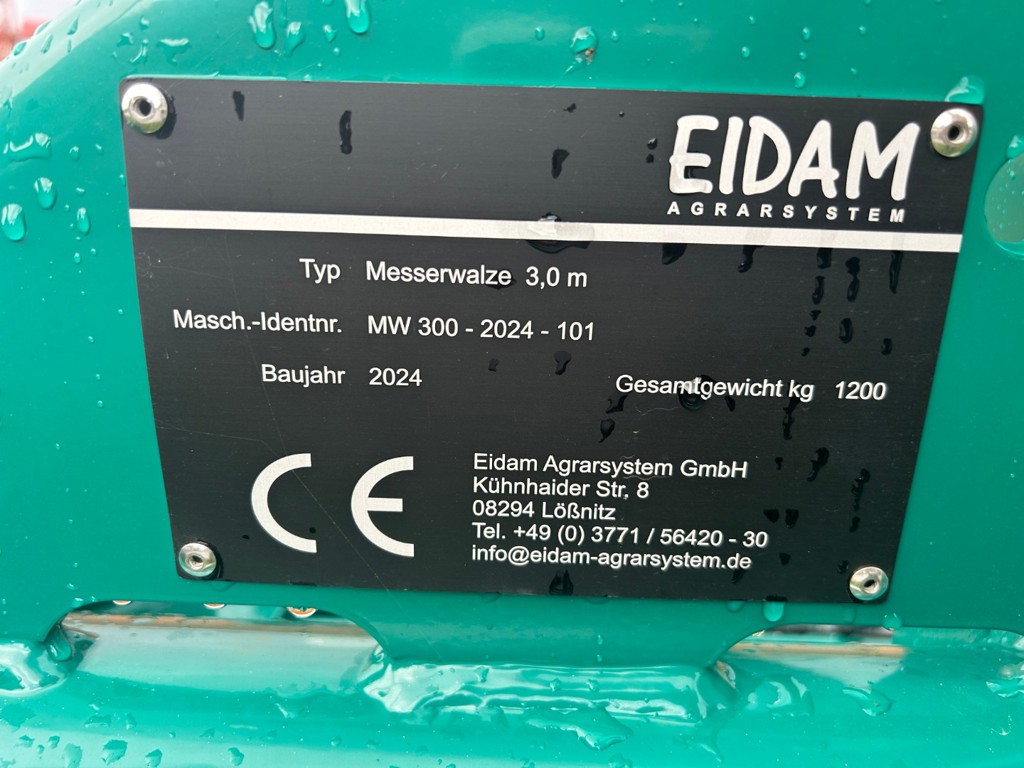 EIDAM
AGRARSYSTEM
Typ Messerwalze 3,0 m
Masch.-Identnr. MW 300 - 2024 - 101
Baujahr 2024 Gesamtgewicht kg 1200
CE
Eidam Agrarsystem GmbH
Kühnhaider Str. 8
08294 Lößnitz
Tel. +49 (0) 3771 / 56420 - 30
info@eidam-agrarsystem.de